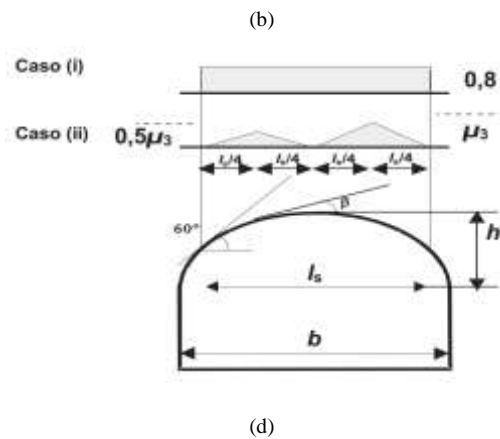 (b)
Caso (i)
0,8
Caso (ii)
0,5μ₃
μ₃
lₛ/4 lₛ/4 lₛ/4 lₛ/4
β
60°
h
lₛ
b
(d)